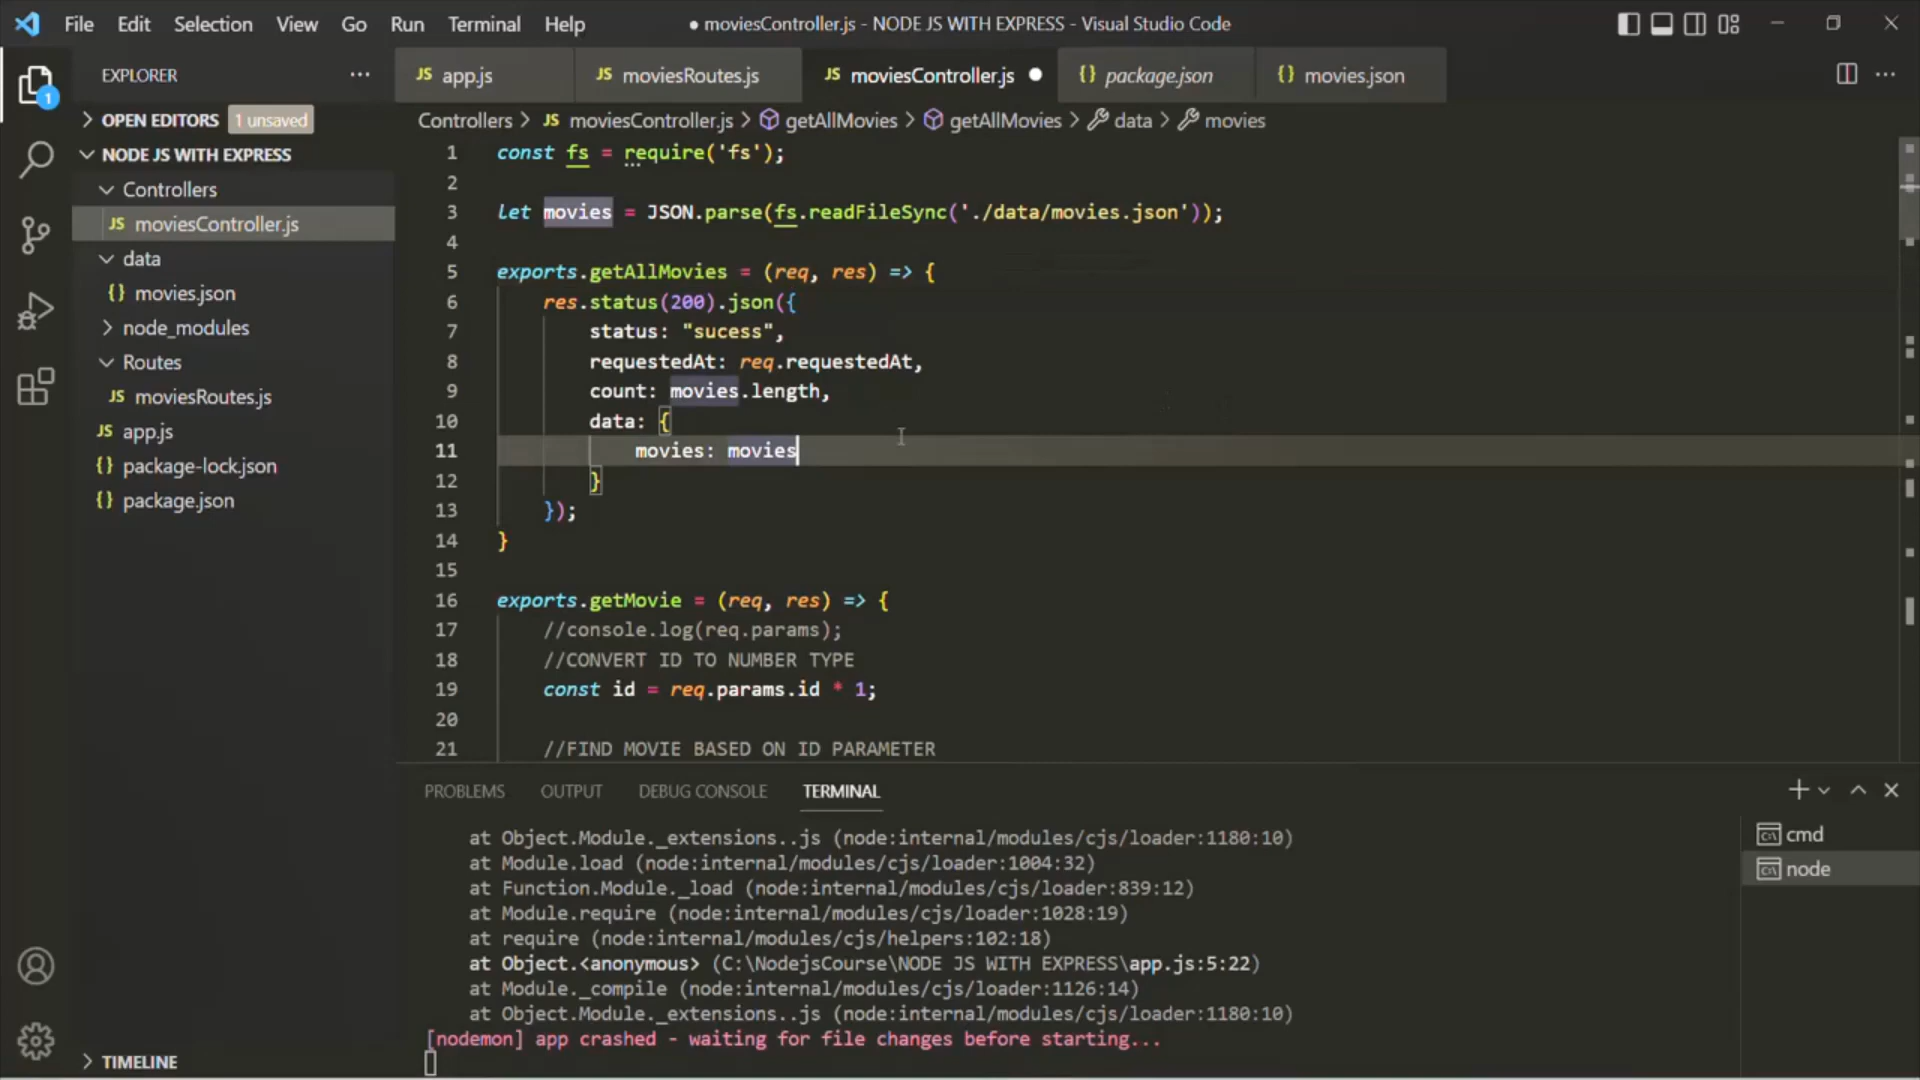 File Edit Selection View Go Run Terminal Help
● moviesController.js - NODE JS WITH EXPRESS - Visual Studio Code
EXPLORER
1
OPEN EDITORS 1 unsaved
NODE JS WITH EXPRESS
Controllers
JS moviesController.js
data
{} movies.json
node_modules
Routes
JS moviesRoutes.js
JS app.js
{} package-lock.json
{} package.json
TIMELINE
JS app.js
JS moviesRoutes.js
JS moviesController.js ●
{} package.json
{} movies.json
Controllers > JS moviesController.js > getAllMovies > getAllMovies > data > movies
1 const fs = require('fs');
2
3 let movies = JSON.parse(fs.readFileSync('./data/movies.json'));
4
5 exports.getAllMovies = (req, res) => {
6 res.status(200).json({
7 status: "sucess",
8 requestedAt: req.requestedAt,
9 count: movies.length,
10 data: {
11 movies: movies
12 }
13 });
14 }
15
16 exports.getMovie = (req, res) => {
17 //console.log(req.params);
18 //CONVERT ID TO NUMBER TYPE
19 const id = req.params.id * 1;
20
21 //FIND MOVIE BASED ON ID PARAMETER
PROBLEMS OUTPUT DEBUG CONSOLE TERMINAL
at Object.Module._extensions..js (node:internal/modules/cjs/loader:1180:10)
at Module.load (node:internal/modules/cjs/loader:1004:32)
at Function.Module._load (node:internal/modules/cjs/loader:839:12)
at Module.require (node:internal/modules/cjs/loader:1028:19)
at require (node:internal/modules/cjs/helpers:102:18)
at Object.<anonymous> (C:\NodejsCourse\NODE JS WITH EXPRESS\app.js:5:22)
at Module._compile (node:internal/modules/cjs/loader:1126:14)
at Object.Module._extensions..js (node:internal/modules/cjs/loader:1180:10)
[nodemon] app crashed - waiting for file changes before starting...
cmd
node